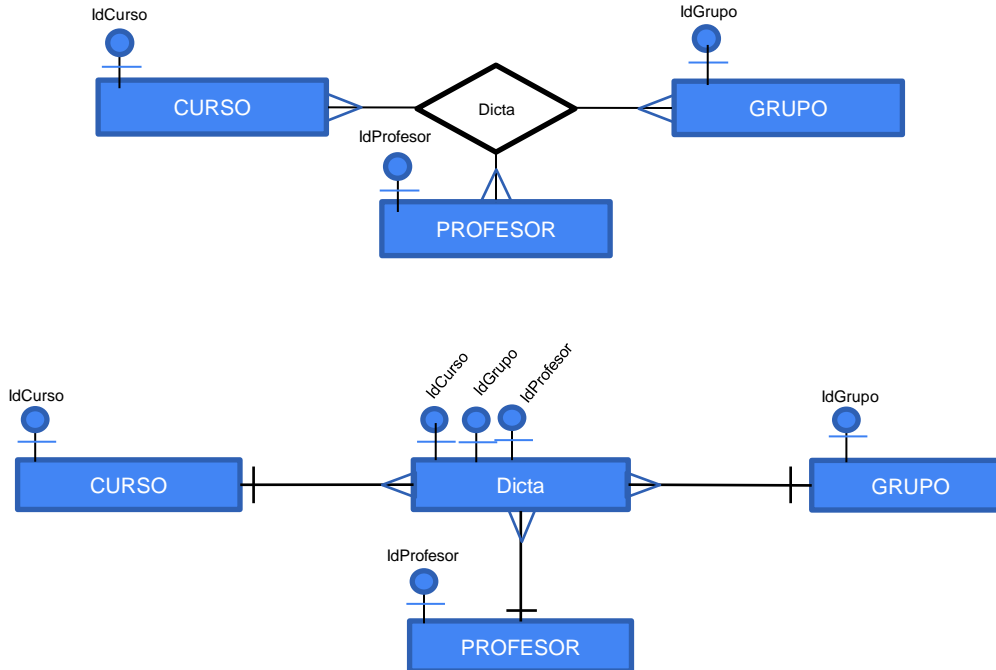 IdCurso
IdGrupo
CURSO
Dicta
GRUPO
IdProfesor
PROFESOR
IdCurso
IdGrupo
IdProfesor
IdCurso
IdGrupo
CURSO
Dicta
GRUPO
IdProfesor
PROFESOR